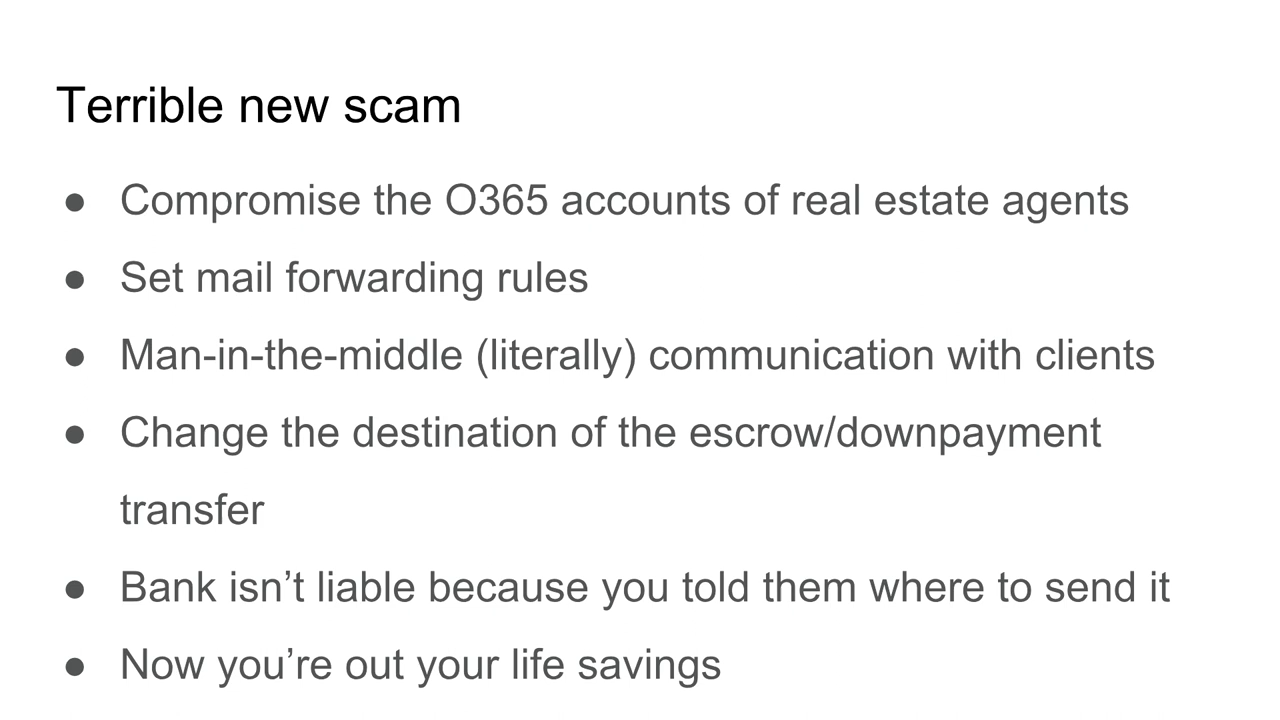 Terrible new scam
● Compromise the O365 accounts of real estate agents
● Set mail forwarding rules
● Man-in-the-middle (literally) communication with clients
● Change the destination of the escrow/downpayment
transfer
● Bank isn’t liable because you told them where to send it
● Now you’re out your life savings